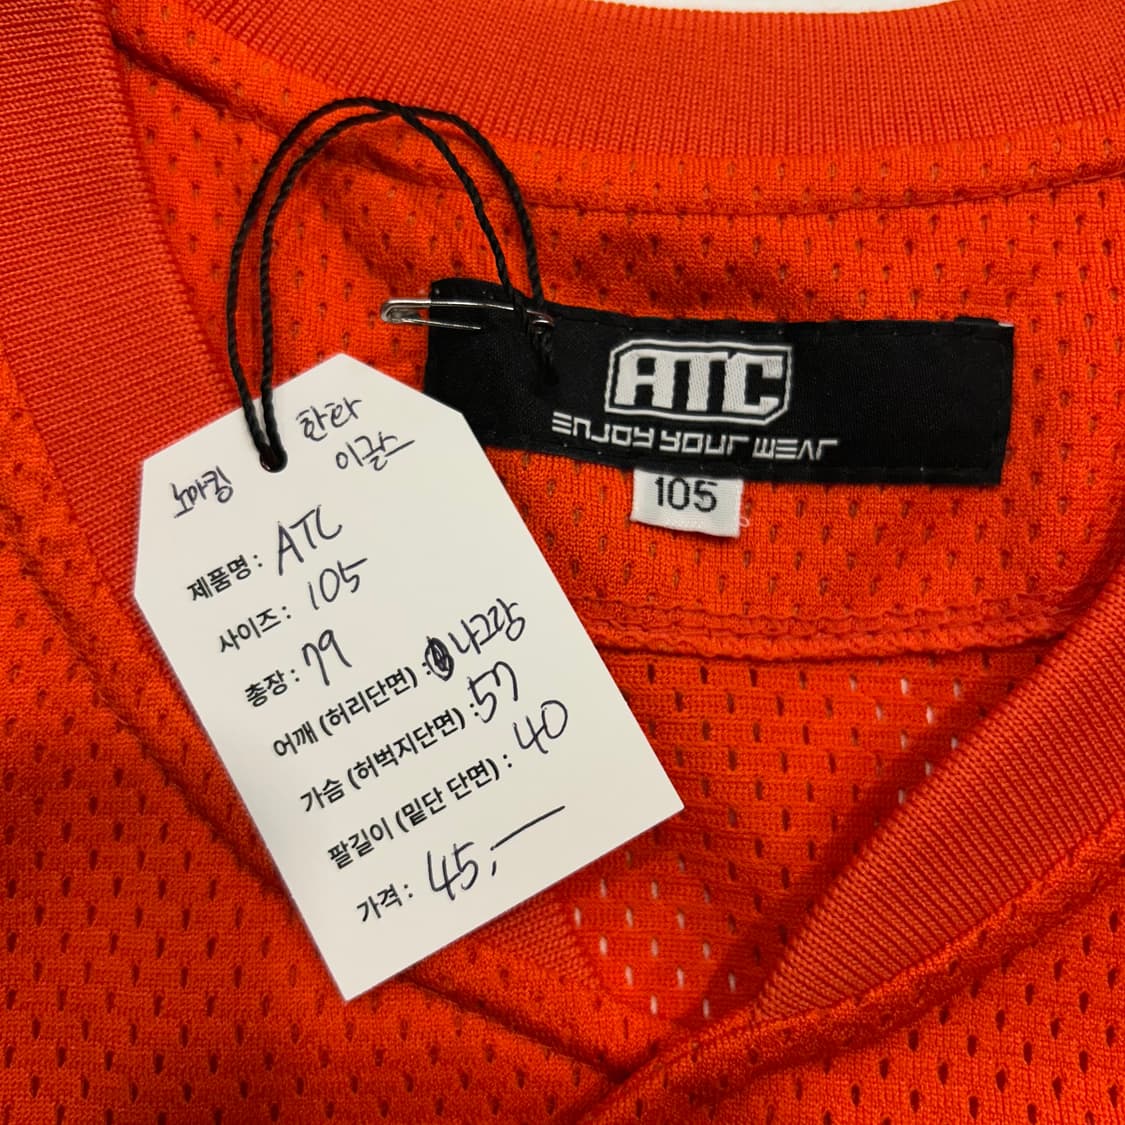 한화
이글스
노마킹
제품명: ATC
사이즈: 105
총장: 79
어깨 (허리단면) : 나그랑
가슴 (허벅지단면) : 57
팔길이 (밑단 단면) : 40
가격: 45,—
ATC
ENJOY YOUR WEAR
105